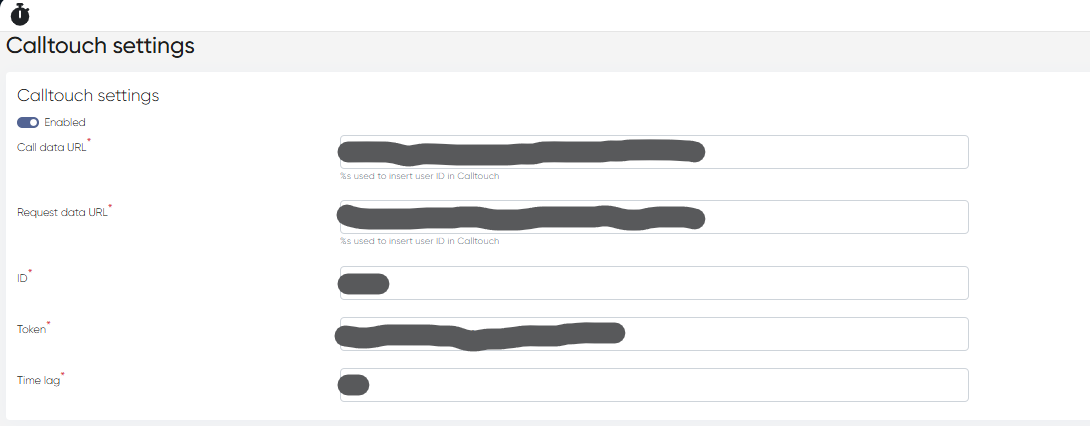 Calltouch settings
Calltouch settings
Enabled
Call data URL*
%s used to insert user ID in Calltouch
Request data URL*
%s used to insert user ID in Calltouch
ID*
Token*
Time lag*